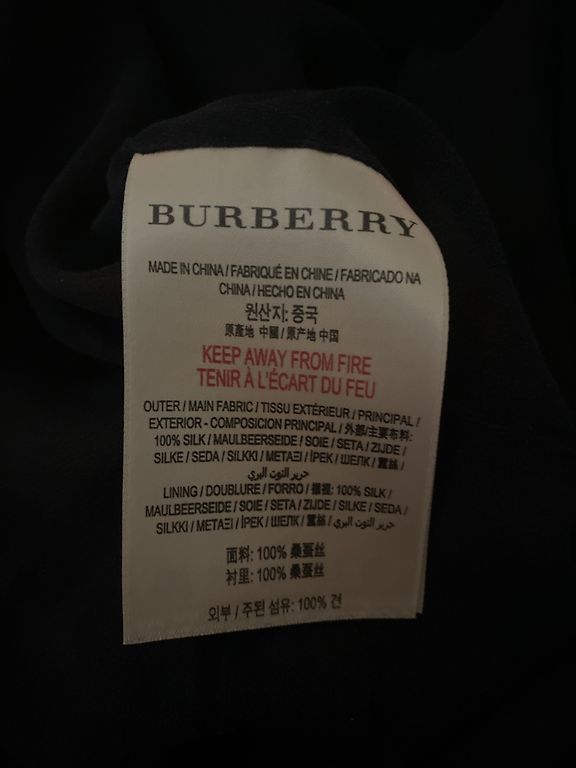 BURBERRY
MADE IN CHINA / FABRIQUÉ EN CHINE / FABRICADO NA
CHINA / HECHO EN CHINA
원산지: 중국
原產地 中國 / 原产地 中国
KEEP AWAY FROM FIRE
TENIR À L'ÉCART DU FEU
OUTER / MAIN FABRIC / TISSU EXTÉRIEUR / PRINCIPAL /
EXTERIOR - COMPOSICION PRINCIPAL / 外部/主要布料:
100% SILK / MAULBEERSEIDE / SOIE / SETA / ZIJDE /
SILKE / SEDA / SILKKI / ΜΕΤΑΞΙ / İPEK / ШЕЛК / 蠶絲 /
حرير التوت البري
LINING / DOUBLURE / FORRO / 襯裡: 100% SILK /
MAULBEERSEIDE / SOIE / SETA / ZIJDE / SILKE / SEDA /
SILKKI / ΜΕΤΑΞΙ / İPEK / ШЕЛК / 蠶絲 / حرير التوت البري
面料: 100% 桑蚕丝
衬里: 100% 桑蚕丝
외부 / 주된 섬유: 100% 견